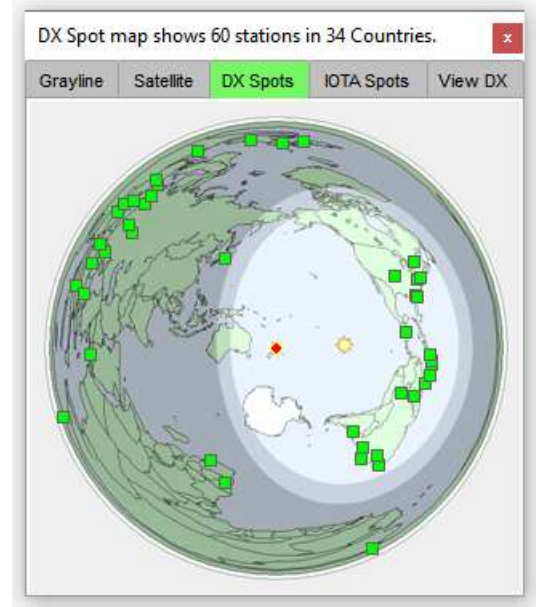 DX Spot map shows 60 stations in 34 Countries.
x
Grayline Satellite DX Spots IOTA Spots View DX